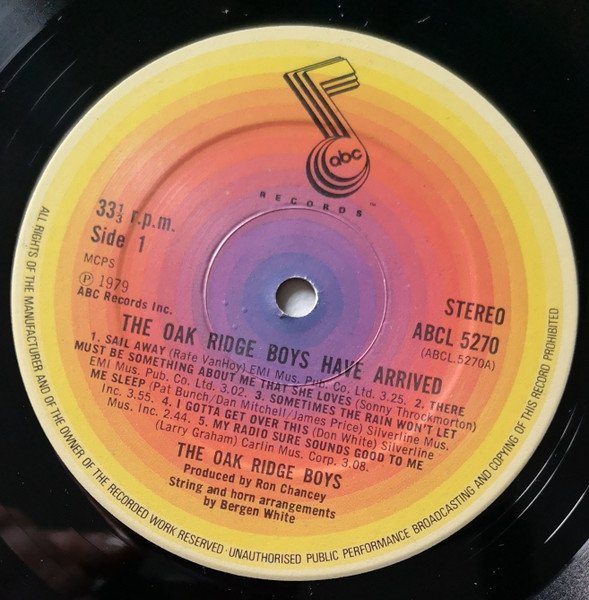 abc
RECORDS™
33⅓ r.p.m.
Side 1
MCPS
Ⓟ 1979
ABC Records Inc.
STEREO
ABCL 5270
(ABCL.5270A)
THE OAK RIDGE BOYS HAVE ARRIVED
1. SAIL AWAY (Rafe VanHoy) EMI Mus. Pub. Co. Ltd. 3.25. 2. THERE
MUST BE SOMETHING ABOUT ME THAT SHE LOVES (Sonny Throckmorton)
EMI Mus. Pub. Co. Ltd. 3.02. 3. SOMETIMES THE RAIN WON'T LET
ME SLEEP (Pat Bunch/Dan Mitchell/James Price) Silverline Mus.
Inc. 3.55. 4. I GOTTA GET OVER THIS (Don White) Silverline
Mus. Inc. 2.44. 5. MY RADIO SURE SOUNDS GOOD TO ME
(Larry Graham) Carlin Mus. Corp. 3.08.
THE OAK RIDGE BOYS
Produced by Ron Chancey
String and horn arrangements
by Bergen White
ALL RIGHTS OF THE MANUFACTURER AND OF THE OWNER OF THE RECORDED WORK RESERVED · UNAUTHORISED PUBLIC PERFORMANCE BROADCASTING AND COPYING OF THIS RECORD PROHIBITED